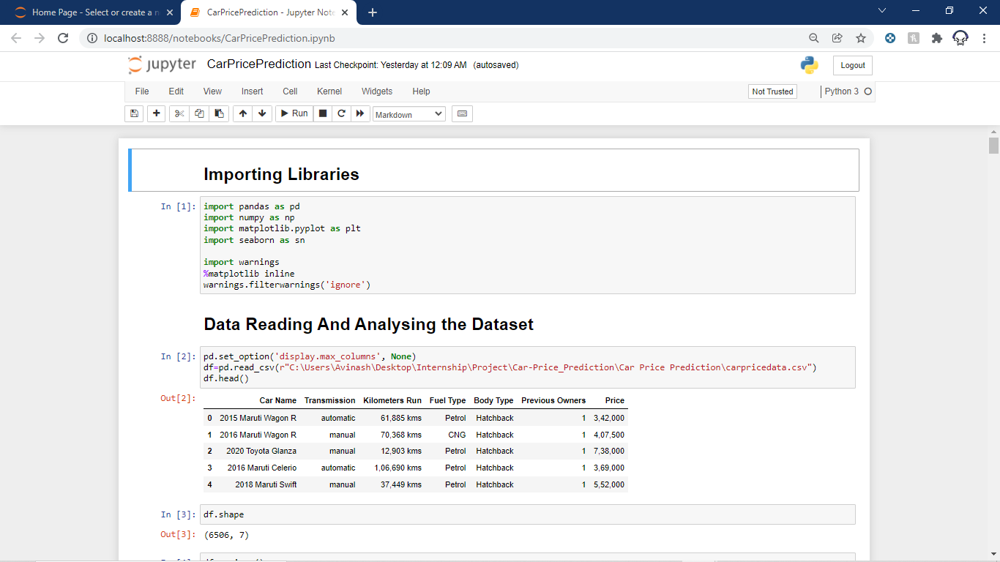 Home Page - Select or create a n
CarPricePrediction - Jupyter Note
localhost:8888/notebooks/CarPricePrediction.ipynb
jupyter CarPricePrediction Last Checkpoint: Yesterday at 12:09 AM (autosaved)
Logout
File Edit View Insert Cell Kernel Widgets Help
Not Trusted
Python 3
Run
Markdown
Importing Libraries
In [1]: import pandas as pd
import numpy as np
import matplotlib.pyplot as plt
import seaborn as sn
import warnings
%matplotlib inline
warnings.filterwarnings('ignore')
Data Reading And Analysing the Dataset
In [2]: pd.set_option('display.max_columns', None)
df=pd.read_csv(r"C:\Users\Avinash\Desktop\Internship\Project\Car-Price_Prediction\Car Price Prediction\carpricedata.csv")
df.head()
Out[2]:
Car Name Transmission Kilometers Run Fuel Type Body Type Previous Owners Price
0 2015 Maruti Wagon R automatic 61,885 kms Petrol Hatchback 1 3,42,000
1 2016 Maruti Wagon R manual 70,368 kms CNG Hatchback 1 4,07,500
2 2020 Toyota Glanza manual 12,903 kms Petrol Hatchback 1 7,38,000
3 2016 Maruti Celerio automatic 1,06,690 kms Petrol Hatchback 1 3,69,000
4 2018 Maruti Swift manual 37,449 kms Petrol Hatchback 1 5,52,000
In [3]: df.shape
Out[3]: (6506, 7)